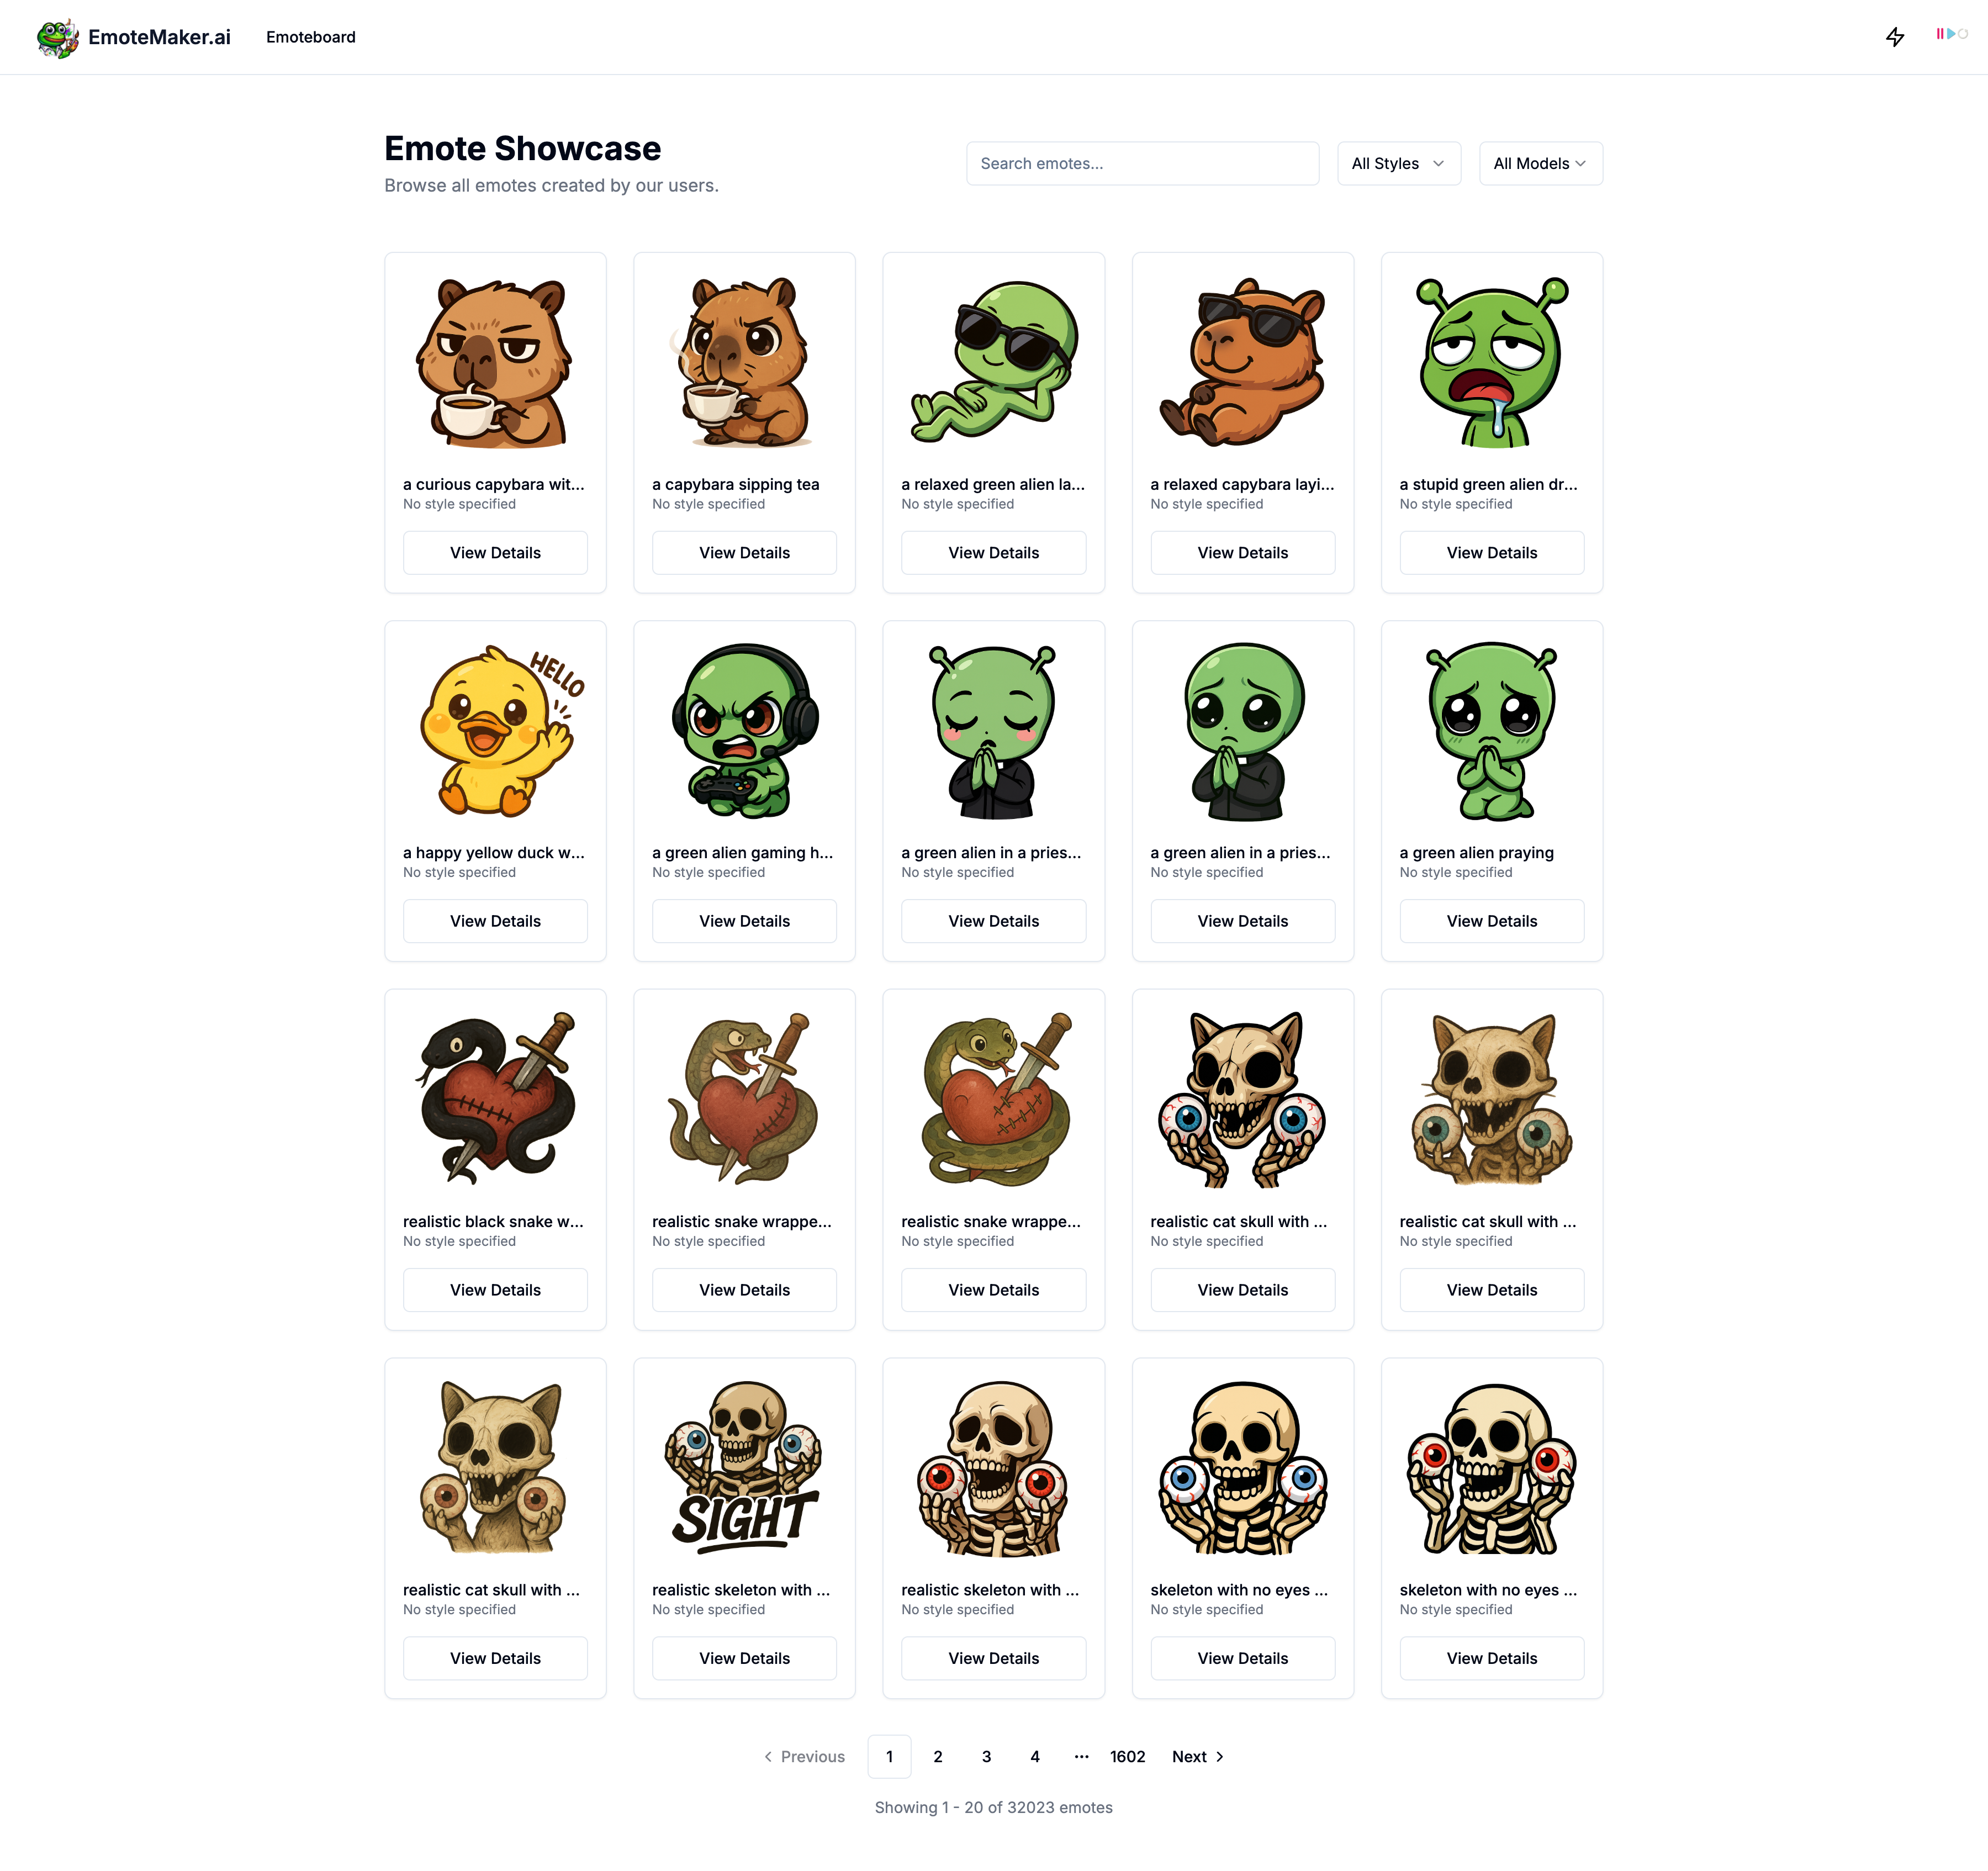 EmoteMaker.ai
Emoteboard
Emote Showcase
Browse all emotes created by our users.
Search emotes...
All Styles
All Models
a curious capybara wit...
No style specified
View Details
a capybara sipping tea
No style specified
View Details
a relaxed green alien la...
No style specified
View Details
a relaxed capybara layi...
No style specified
View Details
a stupid green alien dr...
No style specified
View Details
HELLO
a happy yellow duck w...
No style specified
View Details
a green alien gaming h...
No style specified
View Details
a green alien in a pries...
No style specified
View Details
a green alien in a pries...
No style specified
View Details
a green alien praying
No style specified
View Details
realistic black snake w...
No style specified
View Details
realistic snake wrappe...
No style specified
View Details
realistic snake wrappe...
No style specified
View Details
realistic cat skull with ...
No style specified
View Details
realistic cat skull with ...
No style specified
View Details
realistic cat skull with ...
No style specified
View Details
SIGHT
realistic skeleton with ...
No style specified
View Details
realistic skeleton with ...
No style specified
View Details
skeleton with no eyes ...
No style specified
View Details
skeleton with no eyes ...
No style specified
View Details
Previous 1 2 3 4 ... 1602 Next
Showing 1 - 20 of 32023 emotes